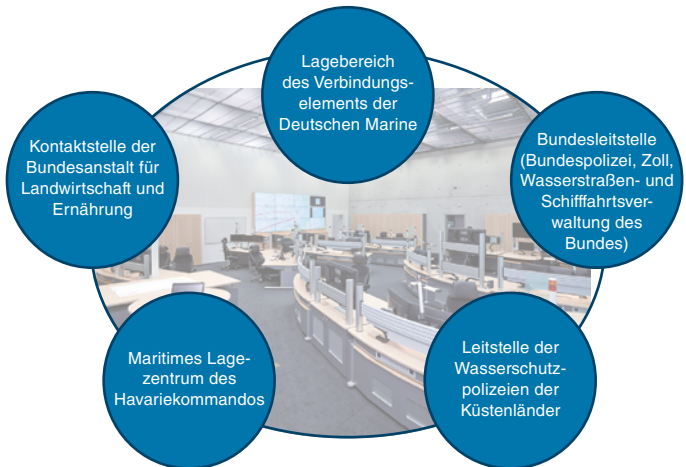 Lagebereich
des Verbindungs-
elements der
Deutschen Marine
Kontaktstelle der
Bundesanstalt für
Landwirtschaft und
Ernährung
Bundesleitstelle
(Bundespolizei, Zoll,
Wasserstraßen- und
Schifffahrtsver-
waltung des
Bundes)
Maritimes Lage-
zentrum des
Havariekommandos
Leitstelle der
Wasserschutz-
polizeien der
Küstenländer